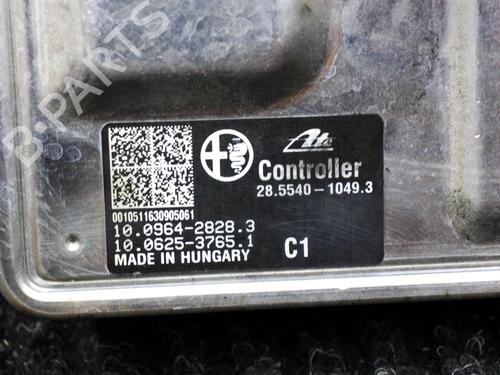 B-PARTS
Ate
Controller
28.5540-1049.3
0010511630905061
10.0964-2828.3
10.0625-3765.1
MADE IN HUNGARY
C1